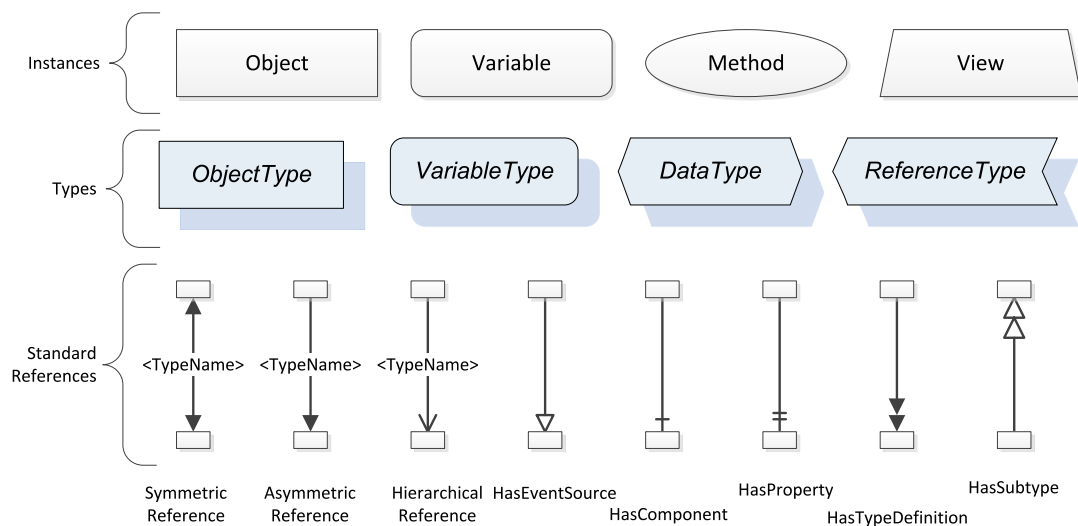 Instances
Object
Variable
Method
View
Types
ObjectType
VariableType
DataType
ReferenceType
Standard
References
<TypeName>
<TypeName>
<TypeName>
Symmetric
Reference
Asymmetric
Reference
Hierarchical
Reference
HasEventSource
HasComponent
HasProperty
HasTypeDefinition
HasSubtype